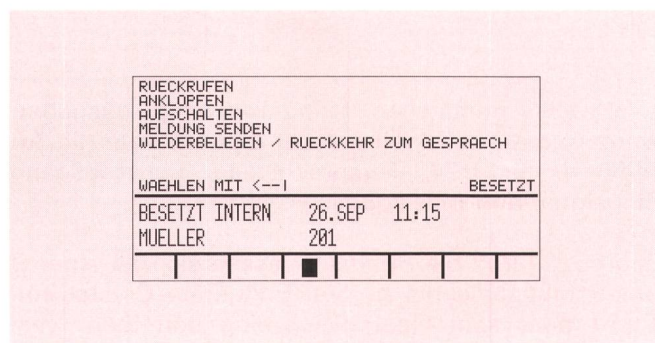 RUECKRUFEN
ANKLOPFEN
AUFSCHALTEN
MELDUNG SENDEN
WIEDERBELEGEN / RUECKKEHR ZUM GESPRAECH
WAEHLEN MIT <--| BESETZT
BESETZT INTERN 26.SEP 11:15
MUELLER 201